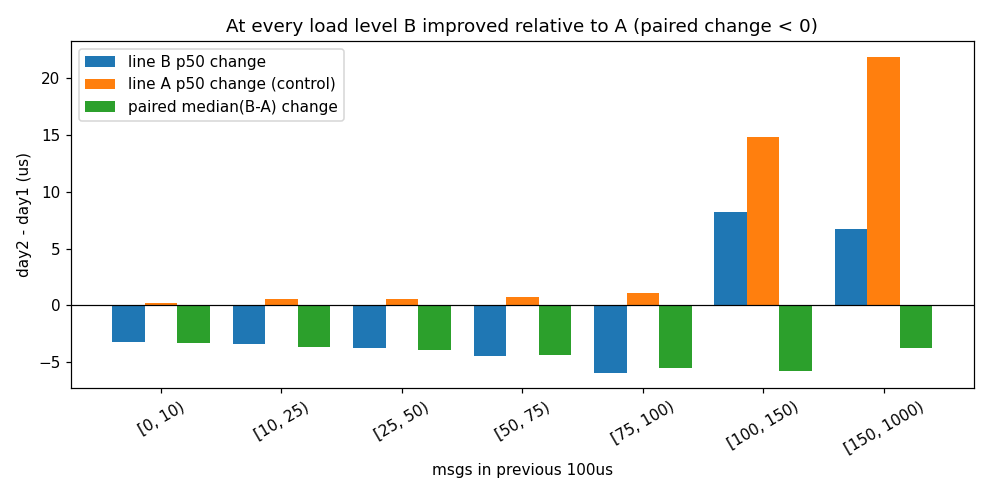 At every load level B improved relative to A (paired change < 0)
line B p50 change
line A p50 change (control)
paired median(B-A) change
day2 - day1 (us)
20
15
10
5
0
−5
[0, 10)
[10, 25)
[25, 50)
[50, 75)
[75, 100)
[100, 150)
[150, 1000)
msgs in previous 100us